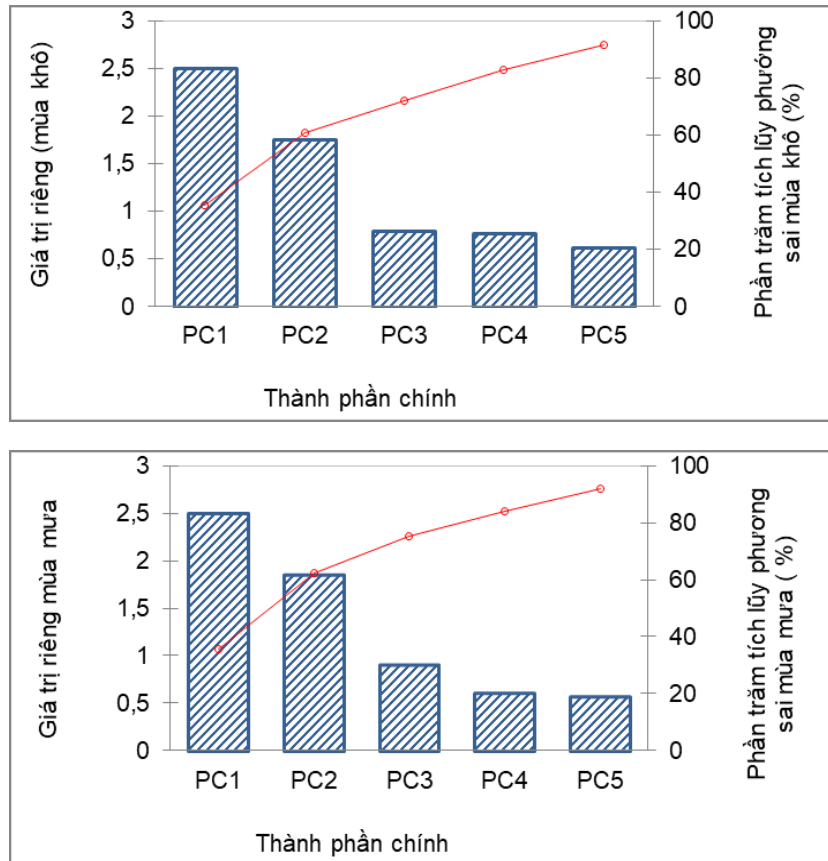 Giá trị riêng (mùa khô)
3
2,5
2
1,5
1
0,5
0
100
80
60
40
20
0
Phần trăm tích lũy phướng
sai mùa khô (%)
PC1 PC2 PC3 PC4 PC5
Thành phần chính
Giá trị riêng mùa mưa
3
2,5
2
1,5
1
0,5
0
100
80
60
40
20
0
Phần trăm tích lũy phương
sai mùa mưa ( %)
PC1 PC2 PC3 PC4 PC5
Thành phần chính